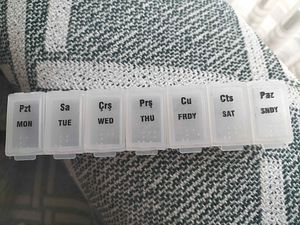 Pzt Sa Çrş Prş Cu Cts Paz
MON TUE WED THU FRDY SAT SNDY